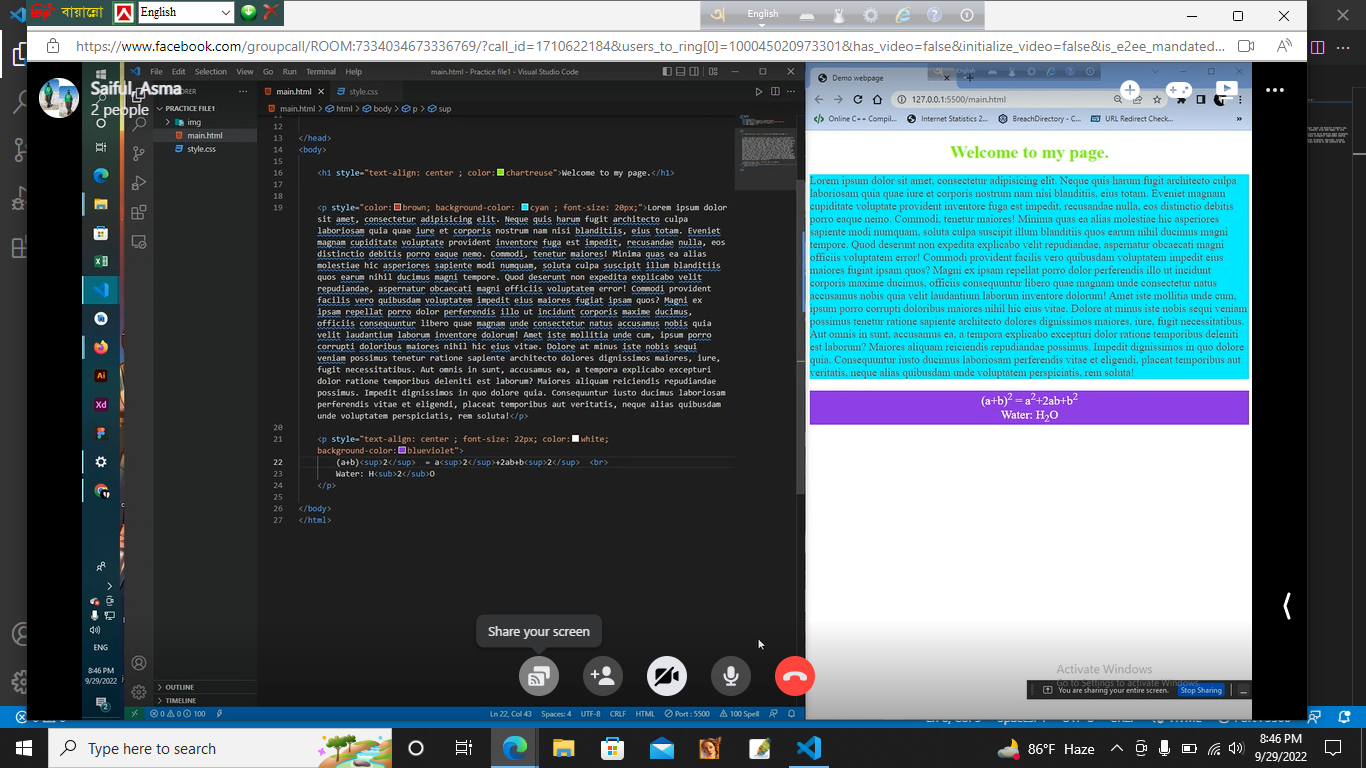 বায়ান্নো
English
English
https://www.facebook.com/groupcall/ROOM:7334034673336769/?call_id=1710622184&users_to_ring[0]=100045020973301&has_video=false&initialize_video=false&is_e2ee_mandated...
Saiful, Asma
2 people
File Edit Selection View Go Run Terminal Help
main.html - Practice file1 - Visual Studio Code
PRACTICE FILE1
img
main.html
style.css
OUTLINE
TIMELINE
main.html
style.css
main.html > html > body > p > sup
12
13 </head>
14 <body>
15
16 <h1 style="text-align: center ; color: chartreuse">Welcome to my page.</h1>
17
18
19 <p style="color: brown; background-color: cyan ; font-size: 20px;">Lorem ipsum dolor
sit amet, consectetur adipisicing elit. Neque quis harum fugit architecto culpa
laboriosam quia quae iure et corporis nostrum nam nisi blanditiis, eius totam. Eveniet
magnam cupiditate voluptate provident inventore fuga est impedit, recusandae nulla, eos
distinctio debitis porro eaque nemo. Commodi, tenetur maiores! Minima quas ea alias
molestiae hic asperiores sapiente modi numquam, soluta culpa suscipit illum blanditiis
quos earum nihil ducimus magni tempore. Quod deserunt non expedita explicabo velit
repudiandae, aspernatur obcaecati magni officiis voluptatem error! Commodi provident
facilis vero quibusdam voluptatem impedit eius maiores fugiat ipsam quos? Magni ex
ipsam repellat porro dolor perferendis illo ut incidunt corporis maxime ducimus,
officiis consequuntur libero quae magnam unde consectetur natus accusamus nobis quia
velit laudantium laborum inventore dolorum! Amet iste mollitia unde cum, ipsum porro
corrupti doloribus maiores nihil hic eius vitae. Dolore at minus iste nobis sequi
veniam possimus tenetur ratione sapiente architecto dolores dignissimos maiores, iure,
fugit necessitatibus. Aut omnis in sunt, accusamus ea, a tempora explicabo excepturi
dolor ratione temporibus deleniti est laborum? Maiores aliquam reiciendis repudiandae
possimus. Impedit dignissimos in quo dolore quia. Consequuntur iusto ducimus laboriosam
perferendis vitae et eligendi, placeat temporibus aut veritatis, neque alias quibusdam
unde voluptatem perspiciatis, rem soluta!</p>
20
21 <p style="text-align: center ; font-size: 22px; color: white;
background-color: blueviolet">
22 (a+b)<sup>2</sup> = a<sup>2</sup>+2ab+b<sup>2</sup> <br>
23 Water: H<sub>2</sub>O
24 </p>
25
26 </body>
27 </html>
Demo webpage
127.0.0.1:5500/main.html
Online C++ Compil... Internet Statistics 2... BreachDirectory - C... URL Redirect Check...
Welcome to my page.
Lorem ipsum dolor sit amet, consectetur adipisicing elit. Neque quis harum fugit architecto culpa
laboriosam quia quae iure et corporis nostrum nam nisi blanditiis, eius totam. Eveniet magnam
cupiditate voluptate provident inventore fuga est impedit, recusandae nulla, eos distinctio debitis
porro eaque nemo. Commodi, tenetur maiores! Minima quas ea alias molestiae hic asperiores
sapiente modi numquam, soluta culpa suscipit illum blanditiis quos earum nihil ducimus magni
tempore. Quod deserunt non expedita explicabo velit repudiandae, aspernatur obcaecati magni
officiis voluptatem error! Commodi provident facilis vero quibusdam voluptatem impedit eius
maiores fugiat ipsam quos? Magni ex ipsam repellat porro dolor perferendis illo ut incidunt
corporis maxime ducimus, officiis consequuntur libero quae magnam unde consectetur natus
accusamus nobis quia velit laudantium laborum inventore dolorum! Amet iste mollitia unde cum,
ipsum porro corrupti doloribus maiores nihil hic eius vitae. Dolore at minus iste nobis sequi veniam
possimus tenetur ratione sapiente architecto dolores dignissimos maiores, iure, fugit necessitatibus.
Aut omnis in sunt, accusamus ea, a tempora explicabo excepturi dolor ratione temporibus deleniti
est laborum? Maiores aliquam reiciendis repudiandae possimus. Impedit dignissimos in quo dolore
quia. Consequuntur iusto ducimus laboriosam perferendis vitae et eligendi, placeat temporibus aut
veritatis, neque alias quibusdam unde voluptatem perspiciatis, rem soluta!
(a+b)² = a²+2ab+b²
Water: H₂O
Share your screen
Activate Windows
Go to Settings to activate Windows.
You are sharing your entire screen. Stop Sharing
ENG
8:46 PM
9/29/2022
0 0 100
Ln 22, Col 43 Spaces: 4 UTF-8 CRLF HTML Port : 5500 100 Spell
Type here to search
86°F Haze
8:46 PM
9/29/2022